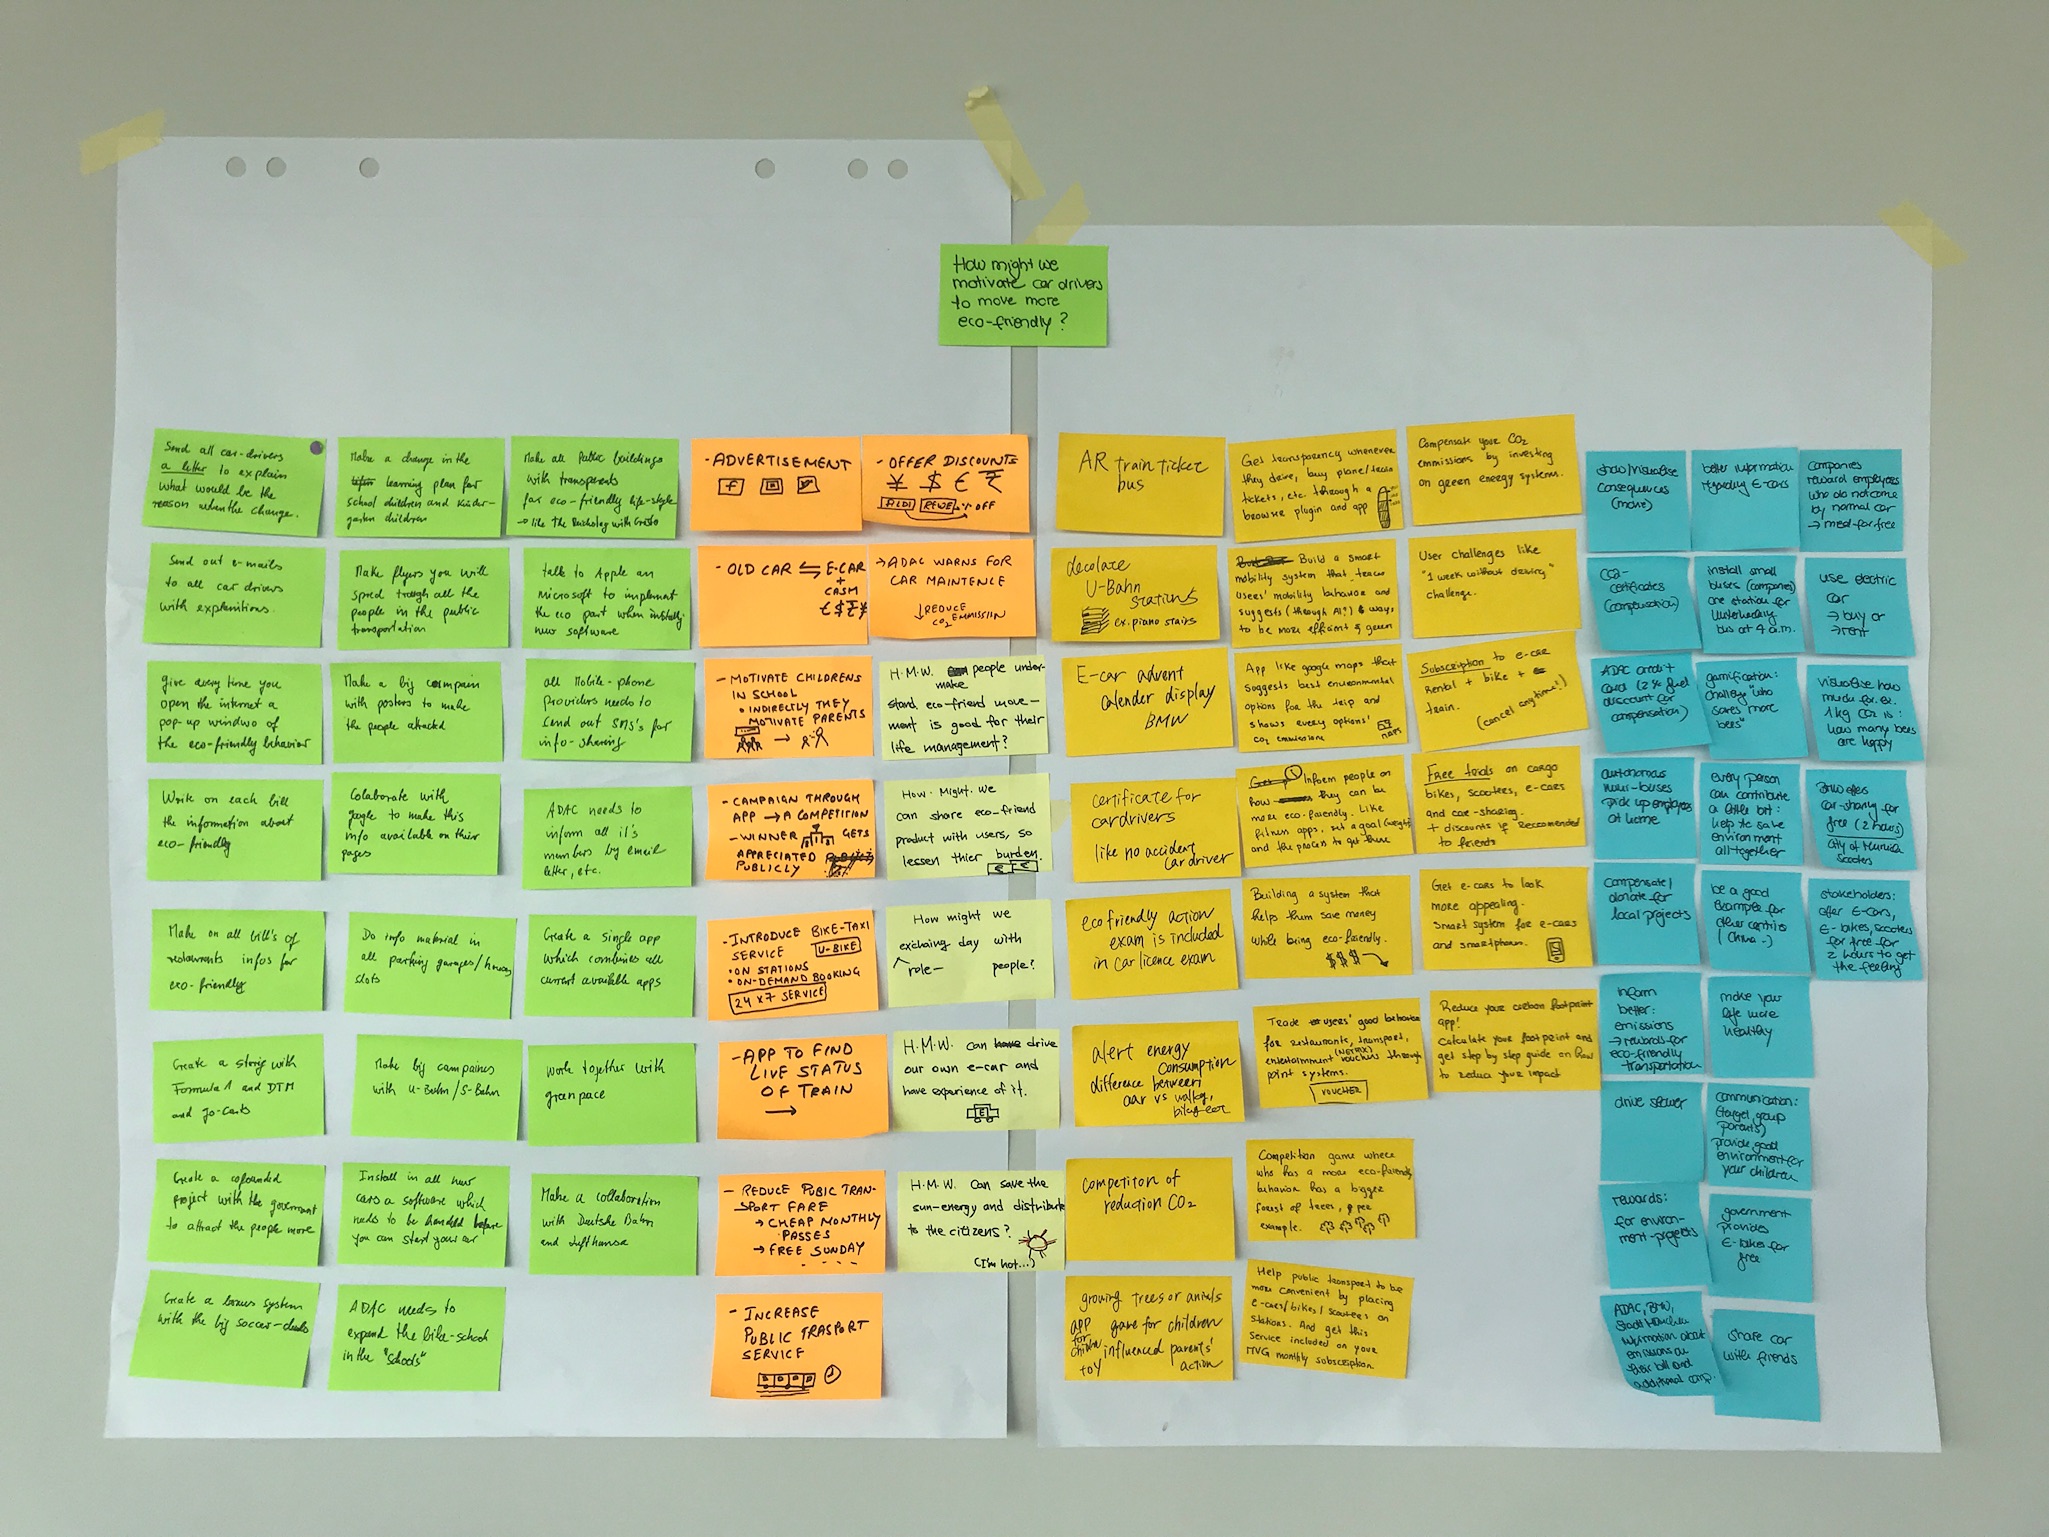 How might we
motivate car drivers
to move more
eco-friendly?
Send all car-drivers
a letter to explain
what would be the
reason when the change.
Send out e-mails
to all car drivers
with
Give every time you
open the internet a
pop-up window of
the eco-friendly behavior
Write on each bill
the information about
eco-friendly
Make on all bill's of
restaurants infos for
eco-friendly
Create a story with
Formula 1 and DTM
and Go-Carts
Create a cofounded
project with the goverment
to attract the people more
Create a bonus system
with the big soccer-clubs
Make a change in the
learning plan for
school children and Kinder-
garten children
Make flyers you will
spred trough all the
people in the public
transportation
Make a big campain
with posters to make
the people attracted
Colaborate with
google to make this
info available on their
pages
Do info material in
all parking garages/
slots
Make big campaines
with U-Bahn/S-Bahn
Install in all new
cars a software which
needs to be handled before
you can start your car
ADAC needs to
expand the bike-school
in the "schools"
Make all Public buildings
with transparents
for eco-friendly life-style
→ like the with
talk to Apple an
microsoft to implement
the eco part when install.
new software
all Mobile-phone
Providers needs to
send out SMS's for
info-sharing
ADAC needs to
inform all it's
members by email
letter, etc.
Create a single app
which combines all
current available apps
work together with
greenpace
Make a collaboration
with Deutsche Bahn
and Lufthansa
- ADVERTISEMENT
f
- OLD CAR ⇆ E-CAR
+
CASH
€ $ ₹ ¥
- MOTIVATE CHILDRENS
IN SCHOOL
• INDIRECTLY THEY
MOTIVATE PARENTS
→
- CAMPAIGN THROUGH
APP → A COMPETITION
- WINNER GETS
APPRECIATED
PUBLICLY
- INTRODUCE BIKE-TAXI
SERVICE U-BIKE
• ON STATIONS
• ON-DEMAND BOOKING
24 x 7 SERVICE
- APP TO FIND
LIVE STATUS
OF TRAIN
→
- REDUCE PUBIC TRAN-
SPORT FARE
→ CHEAP MONTHLY
PASSES
→ FREE SUNDAY
.....
- INCREASE
PUBLIC TRASPORT
SERVICE
- OFFER DISCOUNTS
¥ $ € ₹
ALDI REWE % OFF
→ ADAC WARNS FOR
CAR MAINTENCE
↓ REDUCE
CO2 EMMISSION
H.M.W. people under-
make
stand, eco-friend move-
ment is good for their
life management?
How. Might. we
can share eco-friend
product with users, so
lessen thier burden.
How might we
exchaing day with
role- people?
H.M.W. can drive
our own e-car and
have experience of it.
E
H.M.W. Can save the
sun-energy and distribute
to the citizens?
(I'm hot...)
AR train ticket
bus
decolate
U-Bahn
stations
ex. piano stairs
E-car advent
calender display
BMW
certificate for
cardrivers
like no accident
car driver
eco friendly action
exam is included
in car licence exam
alert energy
consumption
difference between
car vs walk,
competiton of
reduction CO2
growing trees or anials
app game for children
for
children influenced parents'
toy action
Get transparency whenever
they drive, buy plane/train
tickets, etc. through a
browser plugin and app
Build a smart
mobility system that tracks
users' mobility behavior and
suggests (through AI?) ways
to be more efficient & green
App like google maps that
suggests best environmental
options for the trip and
shows every options'
CO2 emmissions
MAPS
Inform people on
how they can be
more eco-friendly. Like
fitness apps, set a goal (weight)
and the process to get there
Building a system that
helps them save money
while being eco-friendly.
$ $ $
Trade users' good behavior
for restaurants, transport,
(NETFLIX)
entertainment vouchers through
point systems.
VOUCHER
Competition game where
who has a more eco-friendly
behavior has a bigger
forest of trees, per
example.
Help public transport to be
more convenient by placing
e-cars/bikes/scooters on
stations. And get this
service included on your
MVG monthly subscription
Compensate your CO2
emmissions by investing
on green energy systems.
User challenges like
"1 week without driving"
challenge.
Subscription to e-car
rental + bike +
train.
(cancel anytime!)
Free trials on cargo
bikes, scooters, e-cars
and car-sharing.
+ discounts if reccomended
to friends
Get e-cars to look
more appealing.
Smart system for e-cars
and smartphones.
Reduce your carbon footprint
app!
Calculate your footprint and
get step by step guide on how
to reduce your impact
show/visualise
consequences
(movie)
CO2-
certificates
(compensation)
ADAC credit
card (2% fuel
discount or
compensation)
autonomous
mini-buses
pick up employees
at home
compensate/
donate for
local projects
inform
better:
emissions
→ rewards for
eco-friendly
transportation
drive slower
rewards:
for environ-
ment-projects
ADAC, BMW,
Stadt München
information about
emissions on
their bill and
additional comp.
better information
regarding E-cars
install small
buses (companies)
one station for
bus at 4 a.m.
gamification:
challenge "who
saves more
bees"
every person
can contribute
a little bit:
help to save
environment
all together
be a good
example for
other contries
(China..)
make your
life more
healthy
communication:
(target group
parents)
provide good
environment for
your children
government
provides
E-bikes for
free
share car
with friends
companies
reward employees
who do not come
by normal car
→ meal-for-free
use electric
car
→ buy or
→ rent
visualise how
much for ex.
1kg CO2 is:
how many bees
are happy
BMW offers
car-sharing for
free (2 hours)
City of Munich
scooters
stakeholders:
offer E-cars,
E-bikes, scooters
for free for
2 hours to get
the feeling